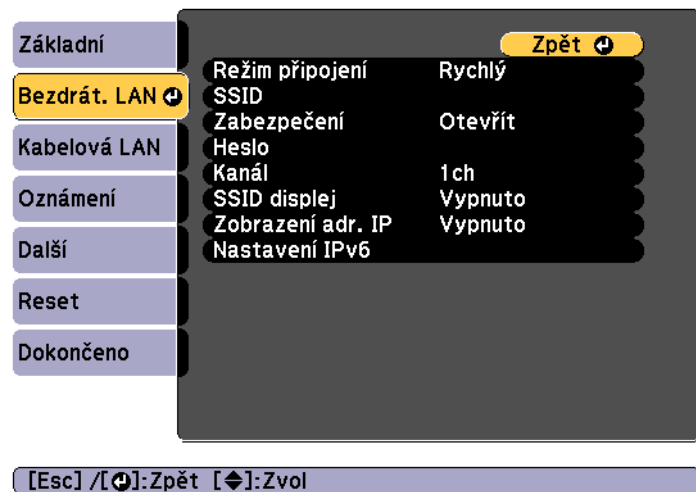 Základní
Bezdrát. LAN
Kabelová LAN
Oznámení
Další
Reset
Dokončeno
Zpět
Režim připojení Rychlý
SSID
Zabezpečení Otevřít
Heslo
Kanál 1ch
SSID displej Vypnuto
Zobrazení adr. IP Vypnuto
Nastavení IPv6
[Esc] /[⏎]:Zpět [◆]:Zvol